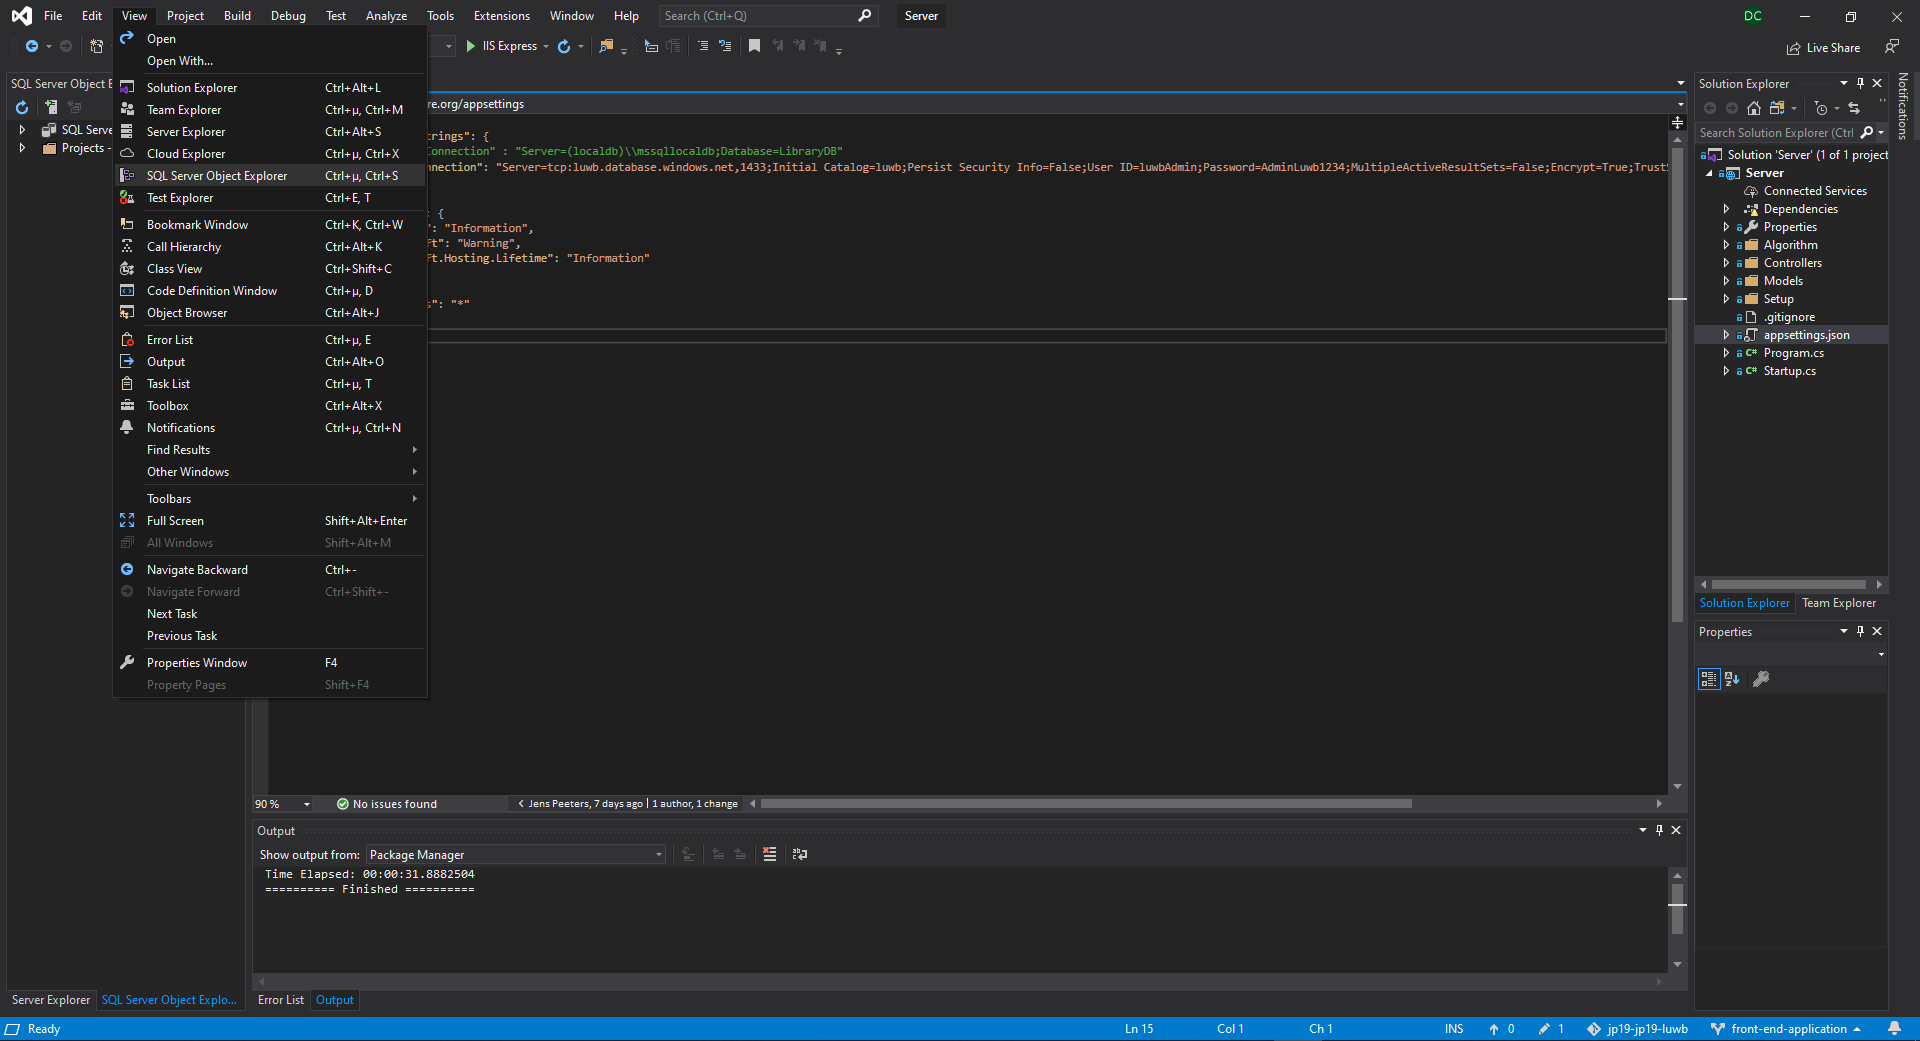 File Edit View Project Build Debug Test Analyze Tools Extensions Window Help Search (Ctrl+Q) Server DC
IIS Express Live Share
Open
Open With...
Solution Explorer Ctrl+Alt+L
Team Explorer Ctrl+µ, Ctrl+M
Server Explorer Ctrl+Alt+S
Cloud Explorer Ctrl+µ, Ctrl+X
SQL Server Object Explorer Ctrl+µ, Ctrl+S
Test Explorer Ctrl+E, T
Bookmark Window Ctrl+K, Ctrl+W
Call Hierarchy Ctrl+Alt+K
Class View Ctrl+Shift+C
Code Definition Window Ctrl+µ, D
Object Browser Ctrl+Alt+J
Error List Ctrl+µ, E
Output Ctrl+Alt+O
Task List Ctrl+µ, T
Toolbox Ctrl+Alt+X
Notifications Ctrl+µ, Ctrl+N
Find Results
Other Windows
Toolbars
Full Screen Shift+Alt+Enter
All Windows Shift+Alt+M
Navigate Backward Ctrl+-
Navigate Forward Ctrl+Shift+-
Next Task
Previous Task
Properties Window F4
Property Pages Shift+F4
SQL Server Object E
SQL Serve
Projects -
re.org/appsettings
trings": {
Connection" : "Server=(localdb)\\mssqllocaldb;Database=LibraryDB"
nnection": "Server=tcp:luwb.database.windows.net,1433;Initial Catalog=luwb;Persist Security Info=False;User ID=luwbAdmin;Password=AdminLuwb1234;MultipleActiveResultSets=False;Encrypt=True;TrustS
: {
": "Information",
ft": "Warning",
ft.Hosting.Lifetime": "Information"
s": "*"
90 % No issues found Jens Peeters, 7 days ago | 1 author, 1 change
Output
Show output from: Package Manager
Time Elapsed: 00:00:31.8882504
========== Finished ==========
Server Explorer SQL Server Object Explo... Error List Output
Solution Explorer
Search Solution Explorer (Ctrl
Solution 'Server' (1 of 1 project
Server
Connected Services
Dependencies
Properties
Algorithm
Controllers
Models
Setup
.gitignore
appsettings.json
C# Program.cs
C# Startup.cs
Solution Explorer Team Explorer
Properties
Notifications
Ready Ln 15 Col 1 Ch 1 INS 0 1 jp19-jp19-luwb front-end-application